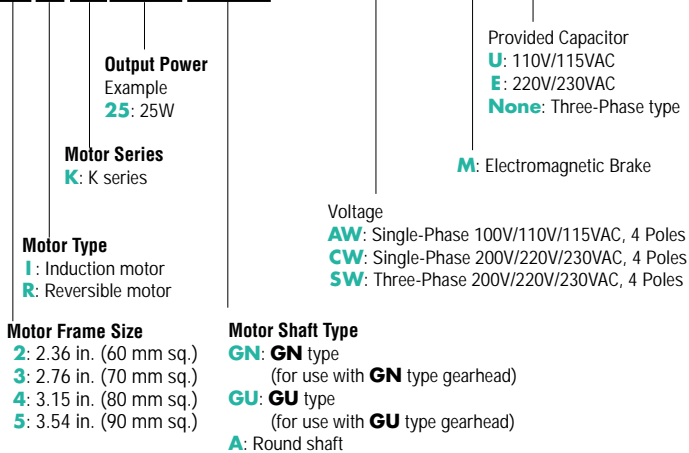 Output Power
Example
25: 25W
Motor Series
K: K series
Motor Type
I: Induction motor
R: Reversible motor
Motor Frame Size
2: 2.36 in. (60 mm sq.)
3: 2.76 in. (70 mm sq.)
4: 3.15 in. (80 mm sq.)
5: 3.54 in. (90 mm sq.)
Motor Shaft Type
GN: GN type
(for use with GN type gearhead)
GU: GU type
(for use with GU type gearhead)
A: Round shaft
Provided Capacitor
U: 110V/115VAC
E: 220V/230VAC
None: Three-Phase type
M: Electromagnetic Brake
Voltage
AW: Single-Phase 100V/110V/115VAC, 4 Poles
CW: Single-Phase 200V/220V/230VAC, 4 Poles
SW: Three-Phase 200V/220V/230VAC, 4 Poles